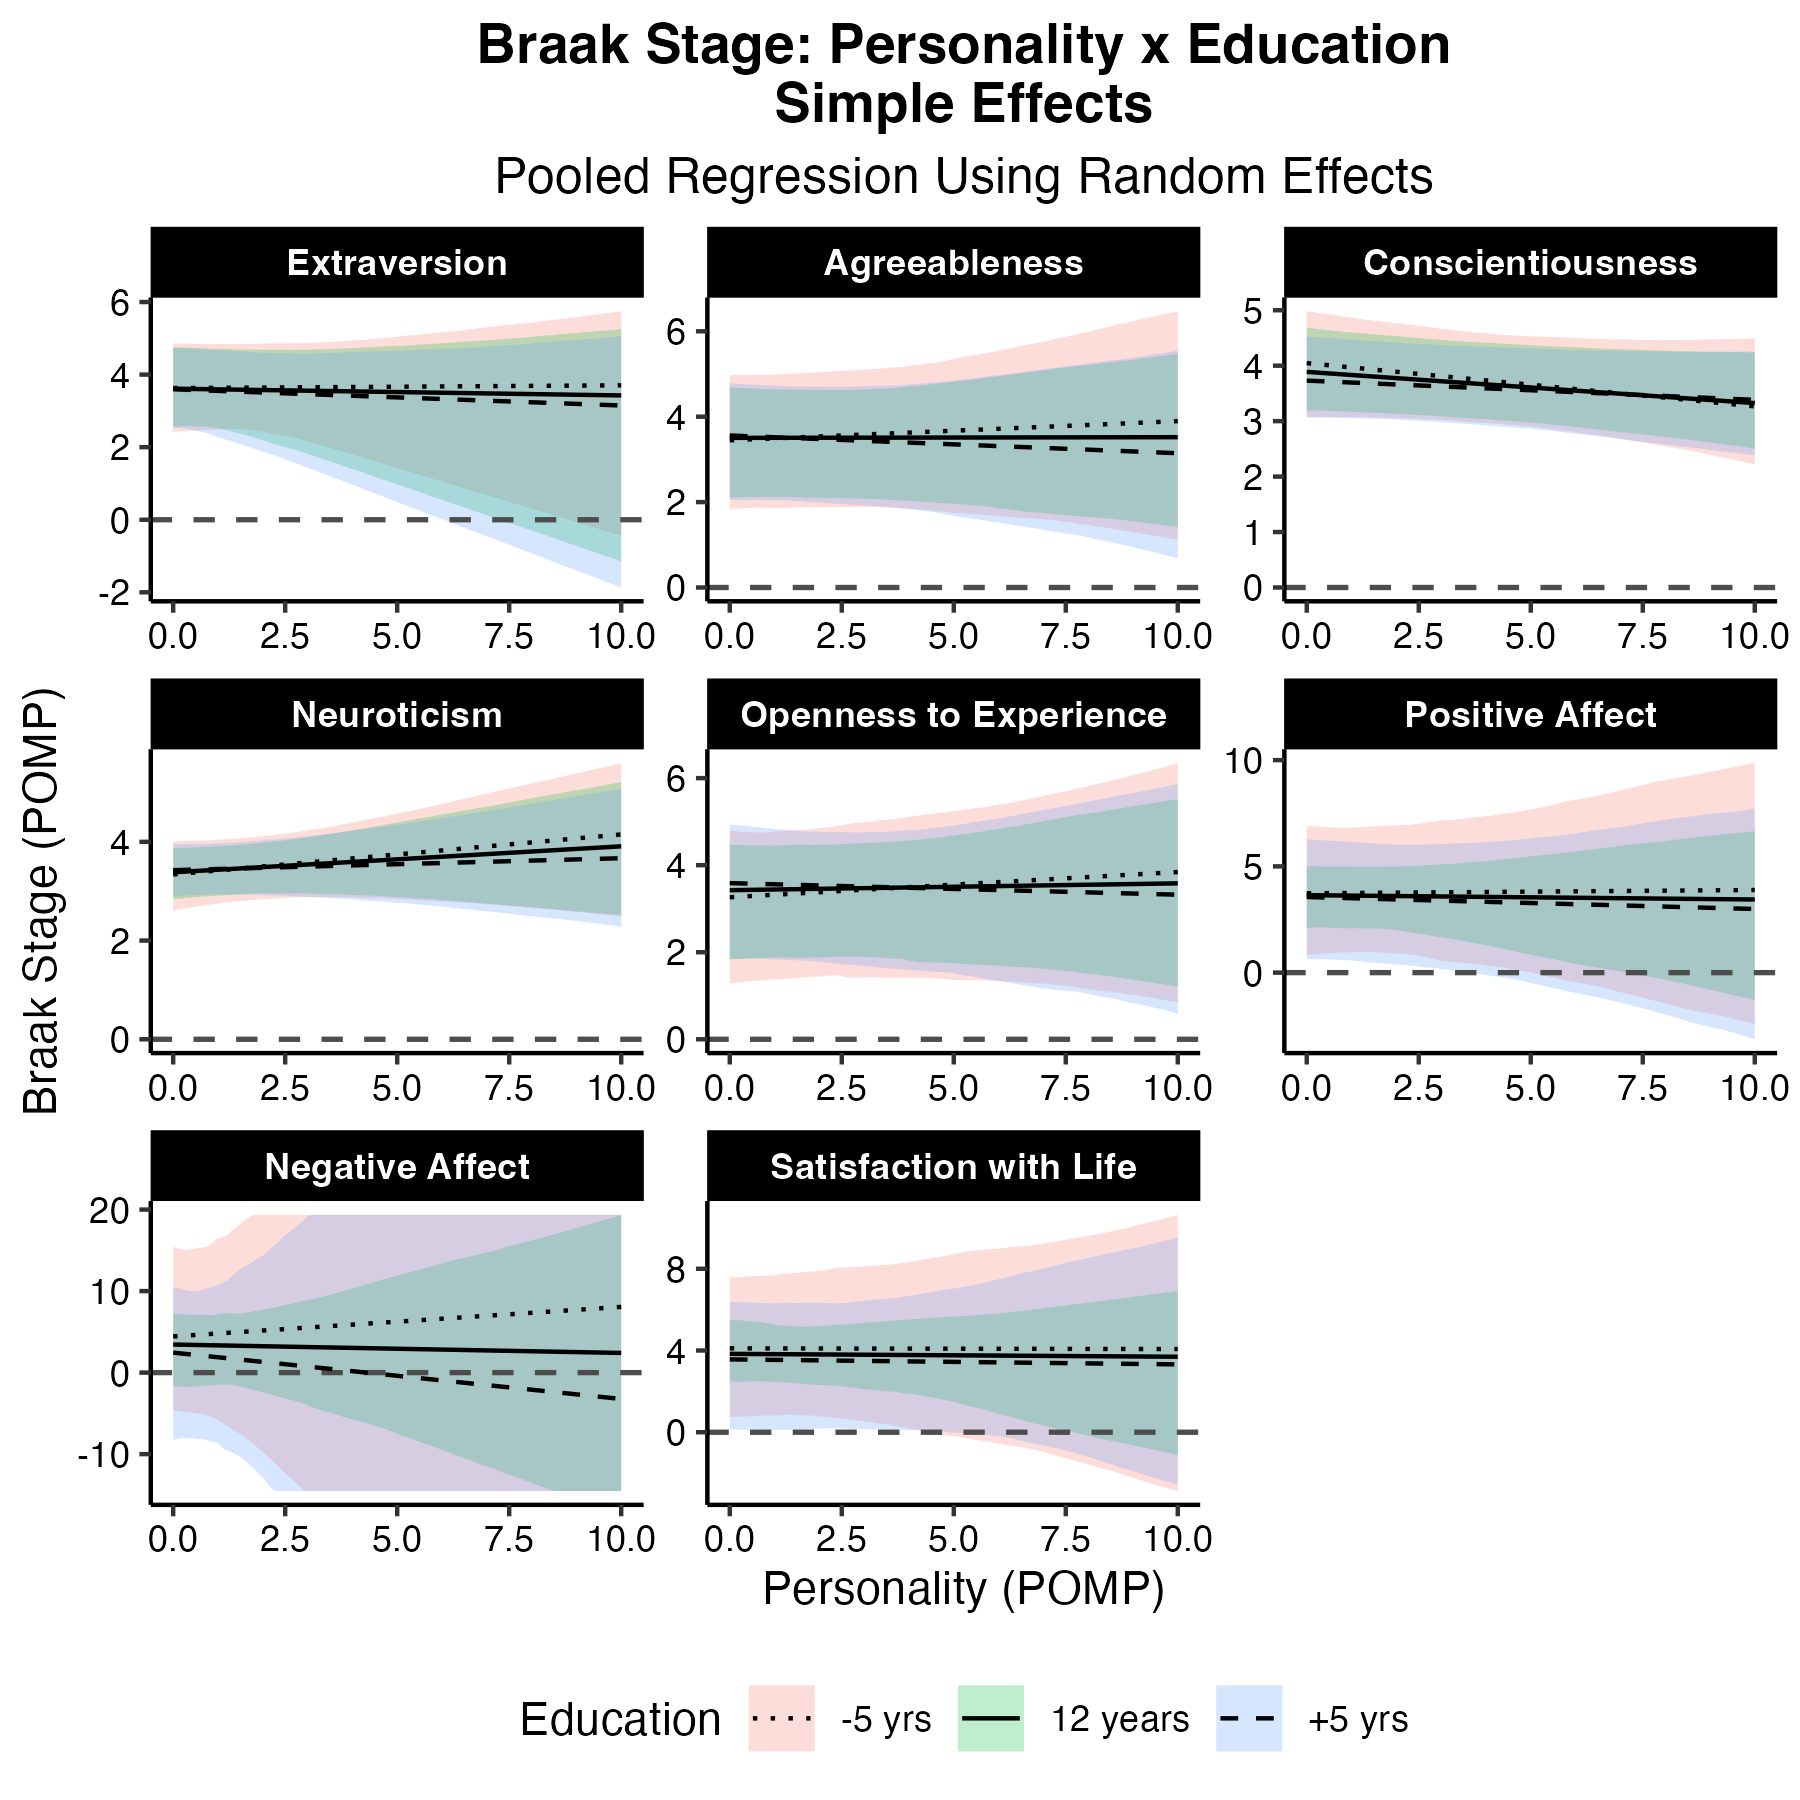 Braak Stage: Personality x Education
Simple Effects
Pooled Regression Using Random Effects
Extraversion
Agreeableness
Conscientiousness
6
4
2
0
-2
6
4
2
0
5
4
3
2
1
0
0.0 2.5 5.0 7.5 10.0
0.0 2.5 5.0 7.5 10.0
0.0 2.5 5.0 7.5 10.0
Braak Stage (POMP)
Neuroticism
Openness to Experience
Positive Affect
4
2
0
6
4
2
0
10
5
0
0.0 2.5 5.0 7.5 10.0
0.0 2.5 5.0 7.5 10.0
0.0 2.5 5.0 7.5 10.0
Negative Affect
Satisfaction with Life
20
10
0
-10
8
4
0
0.0 2.5 5.0 7.5 10.0
0.0 2.5 5.0 7.5 10.0
Personality (POMP)
Education -5 yrs 12 years +5 yrs